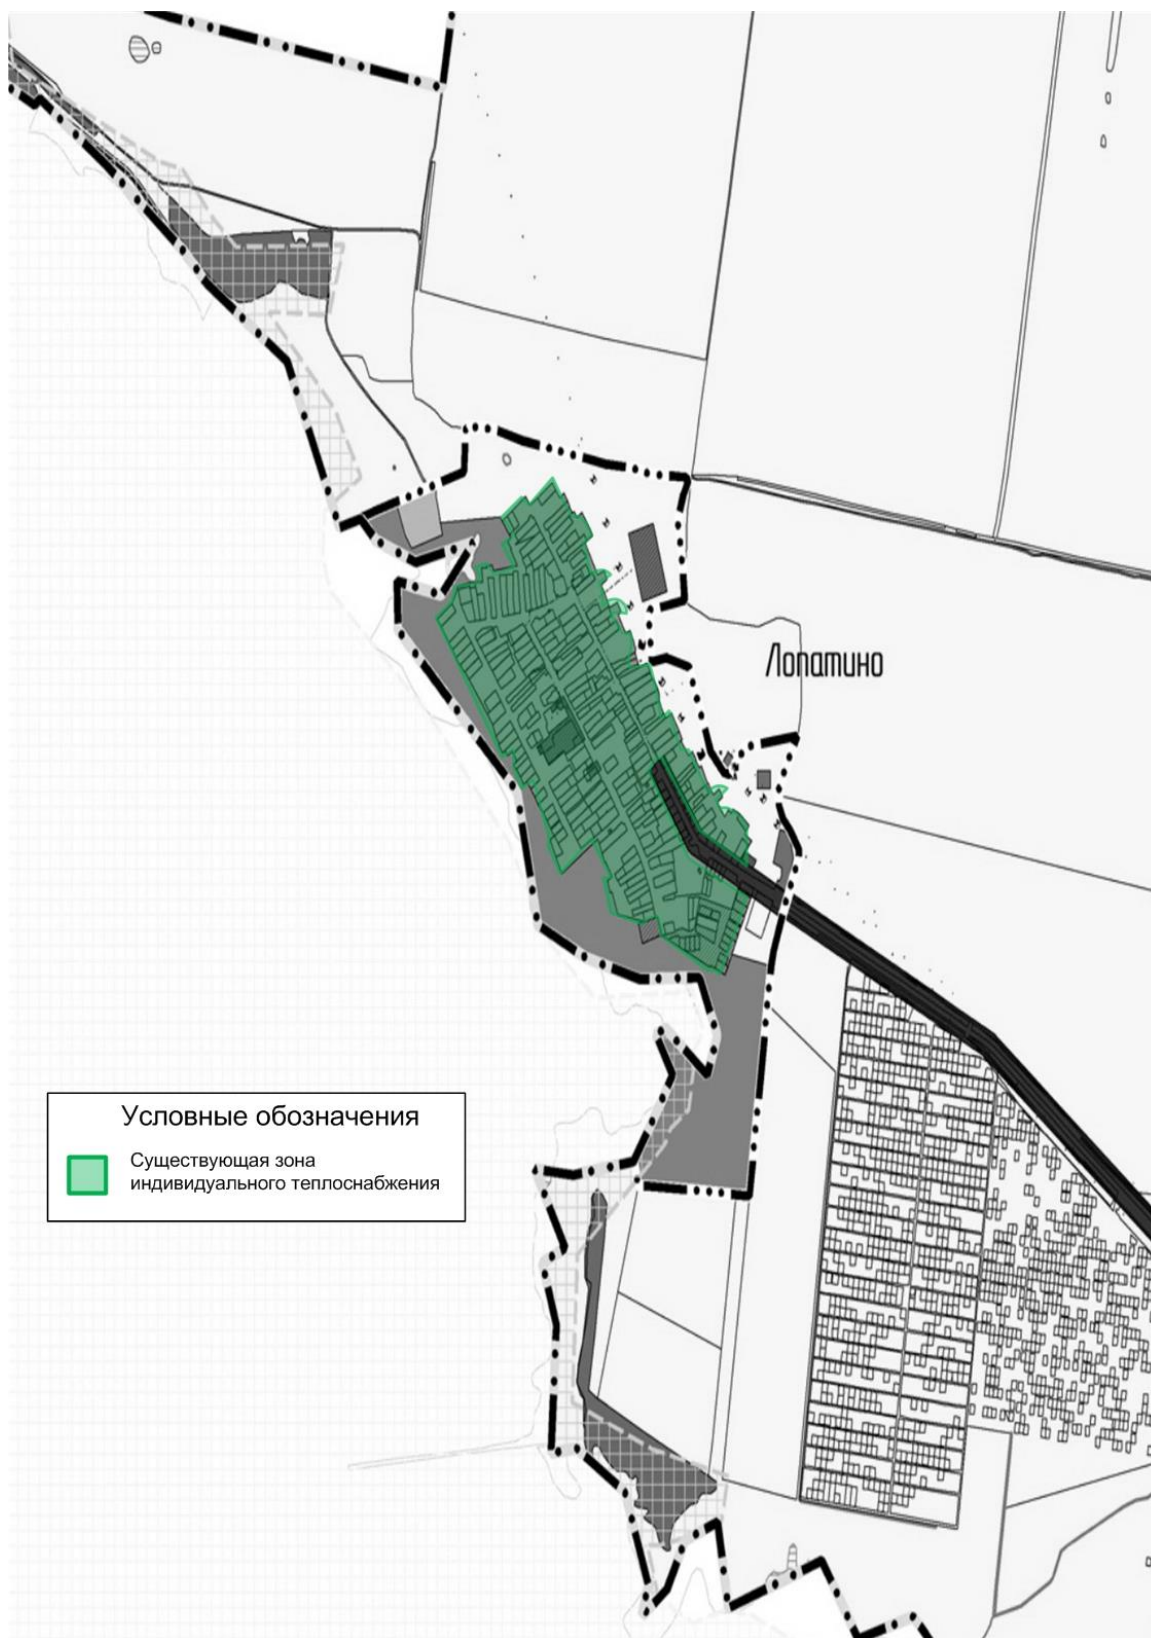 Лопатино
Условные обозначения
Существующая зона
индивидуального теплоснабжения